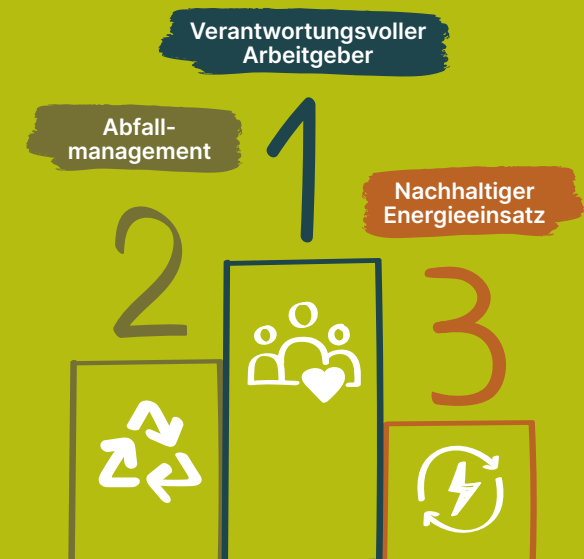 Verantwortungsvoller
Arbeitgeber
1
Abfall-
management
2
Nachhaltiger
Energieeinsatz
3